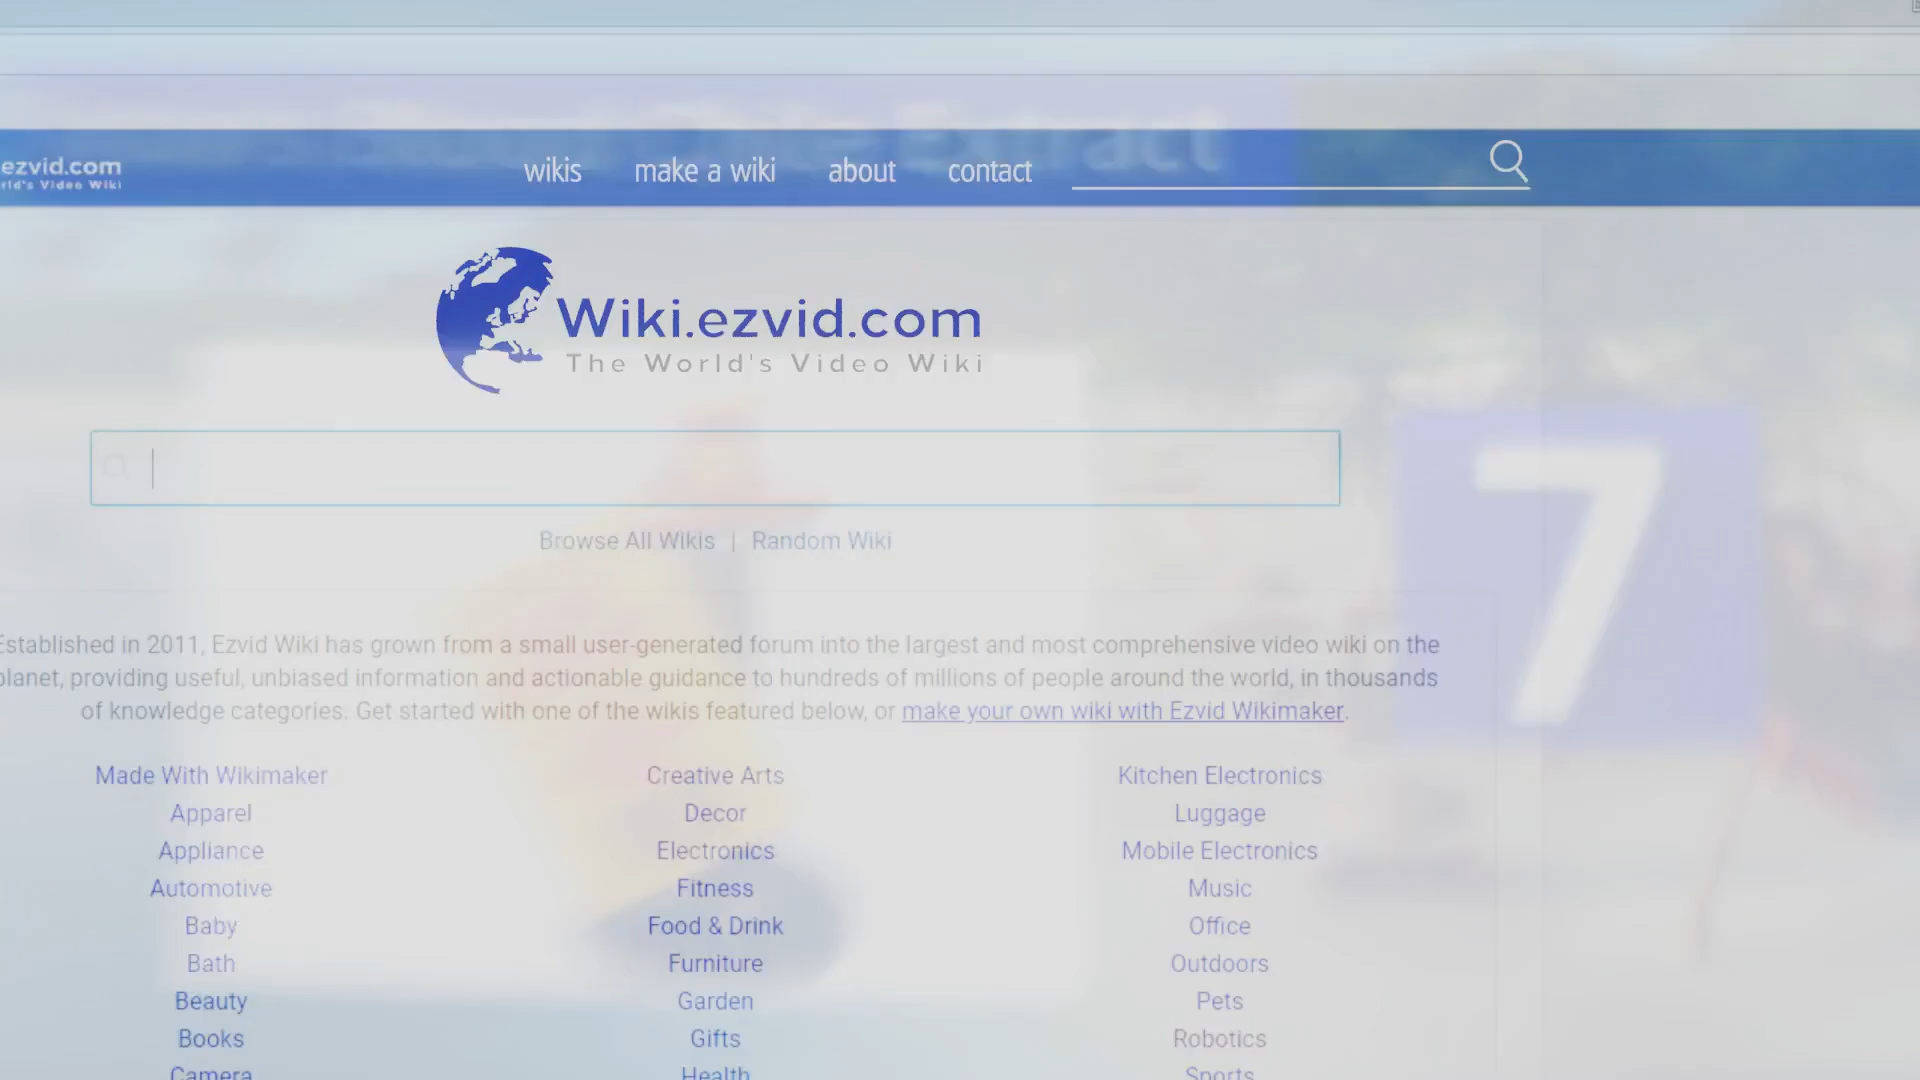 ezvid.com
wikis make a wiki about contact
Extract
Wiki.ezvid.com
The World's Video Wiki
Browse All Wikis | Random Wiki
7
Established in 2011, Ezvid Wiki has grown from a small user-generated forum into the largest and most comprehensive video wiki on the
planet, providing useful, unbiased information and actionable guidance to hundreds of millions of people around the world, in thousands
of knowledge categories. Get started with one of the wikis featured below, or make your own wiki with Ezvid Wikimaker.
Made With Wikimaker Creative Arts Kitchen Electronics
Apparel Decor Luggage
Appliance Electronics Mobile Electronics
Automotive Fitness Music
Baby Food & Drink Office
Bath Furniture Outdoors
Beauty Garden Pets
Books Gifts Robotics
Camera Health Sports